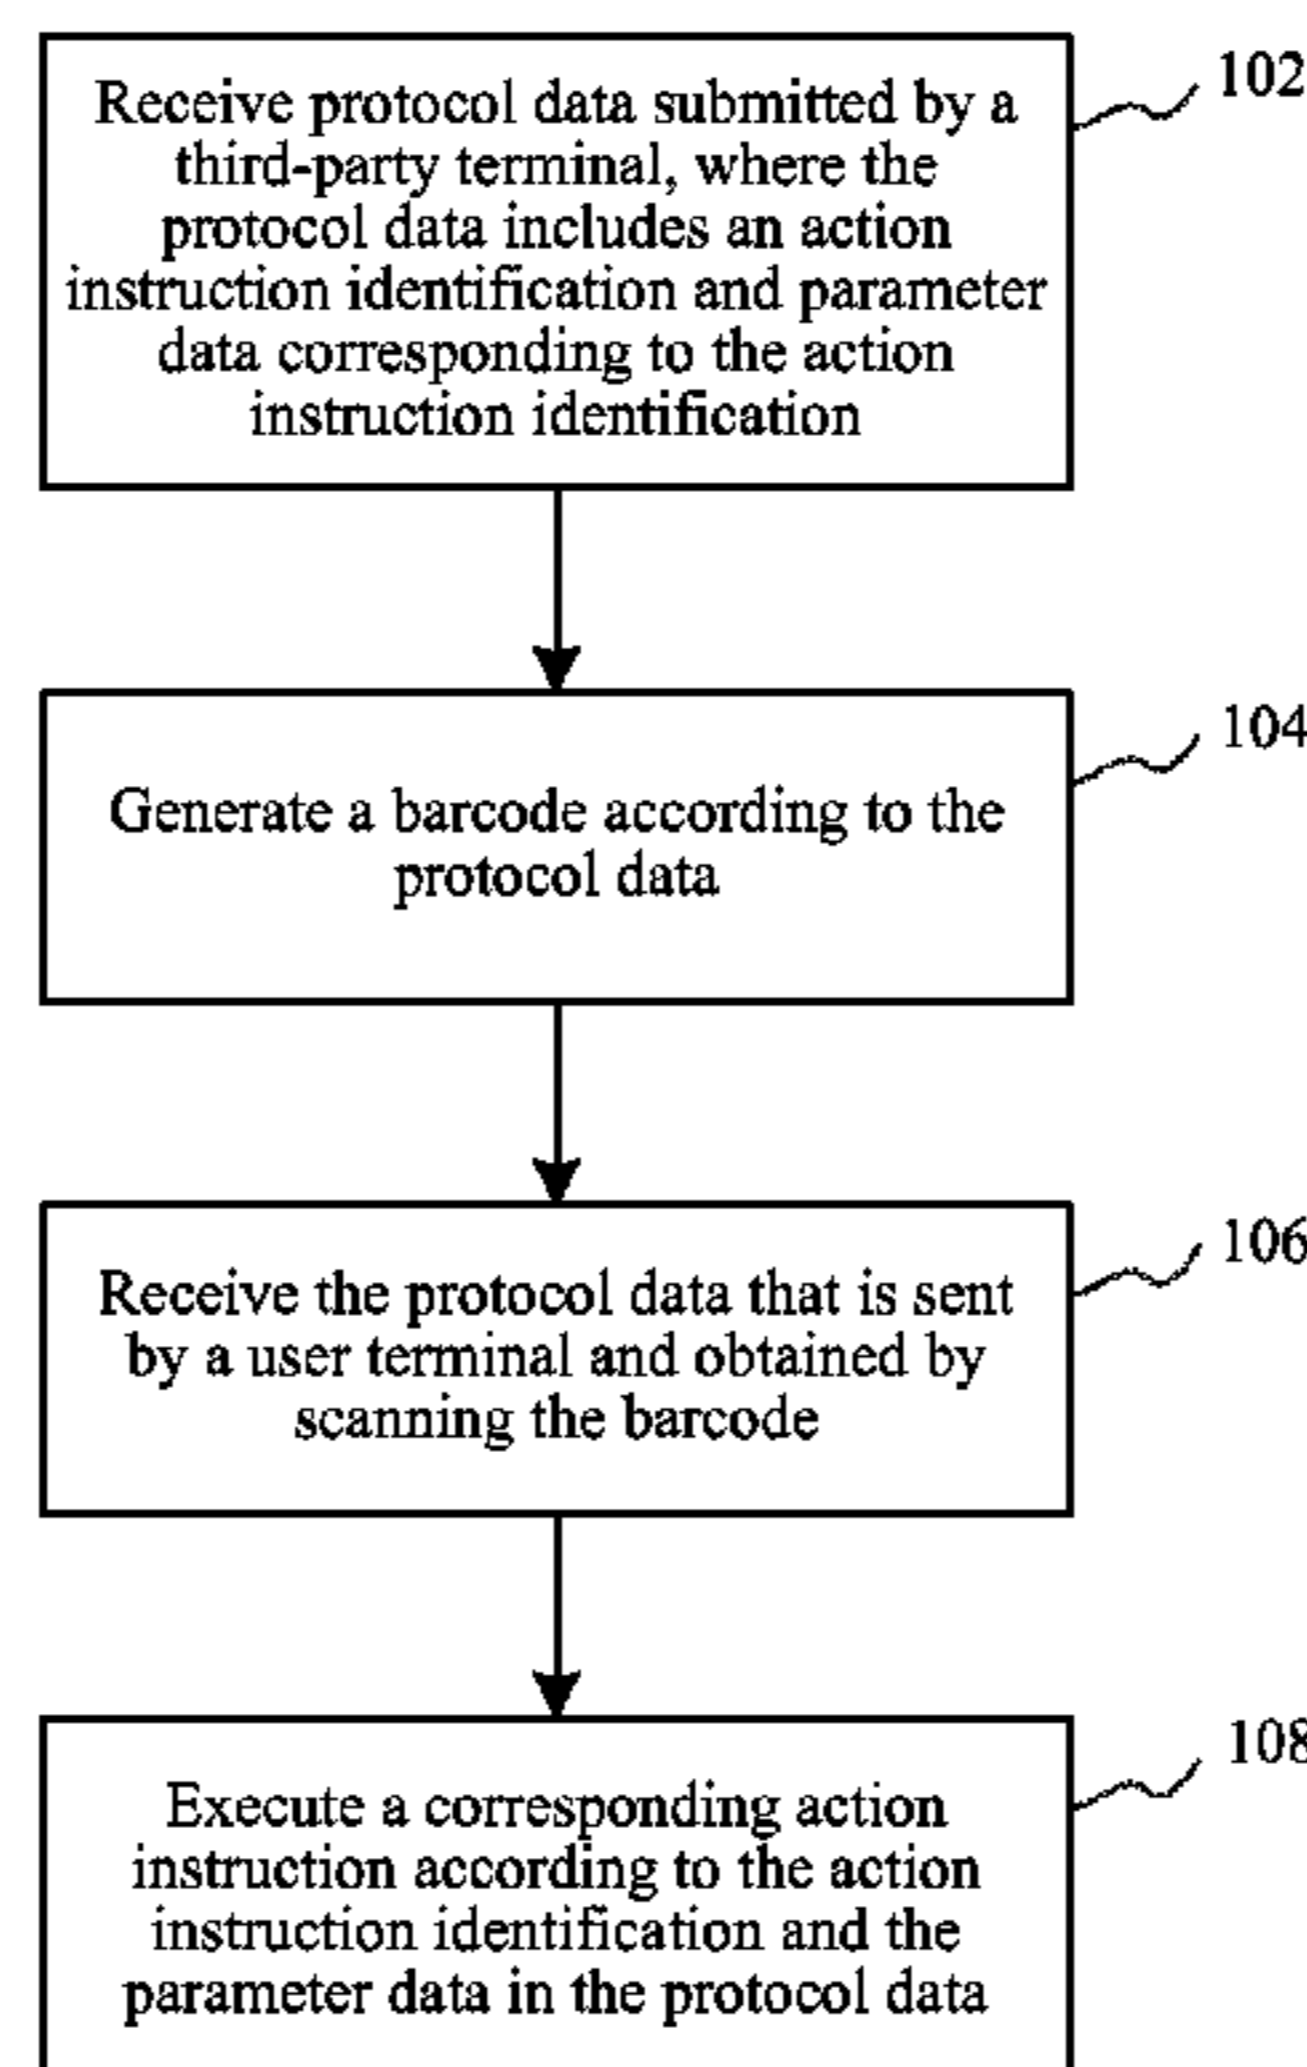 Receive protocol data submitted by a
third-party terminal, where the
protocol data includes an action
instruction identification and parameter
data corresponding to the action
instruction identification
102
Generate a barcode according to the
protocol data
104
Receive the protocol data that is sent
by a user terminal and obtained by
scanning the barcode
106
Execute a corresponding action
instruction according to the action
instruction identification and the
parameter data in the protocol data
108